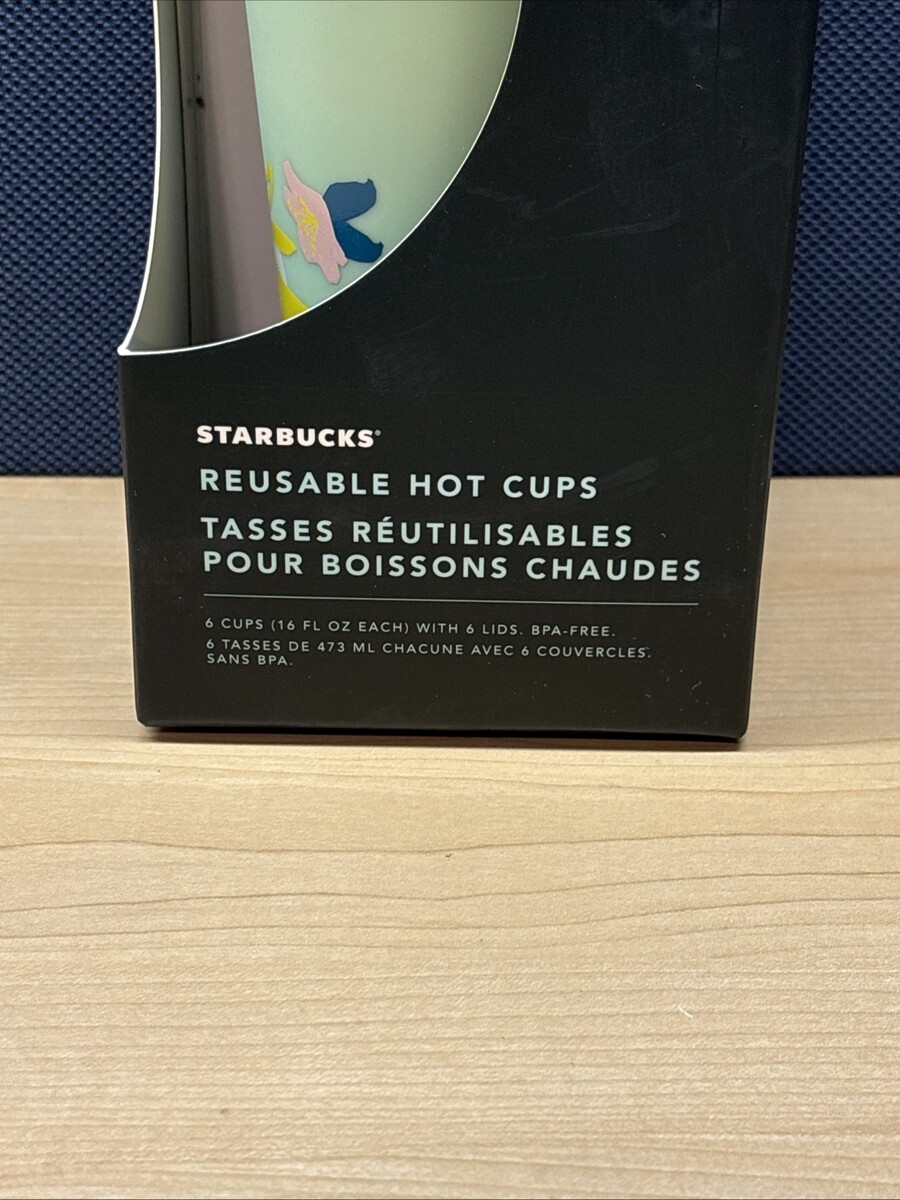 STARBUCKS®
REUSABLE HOT CUPS
TASSES RÉUTILISABLES
POUR BOISSONS CHAUDES
6 CUPS (16 FL OZ EACH) WITH 6 LIDS. BPA-FREE.
6 TASSES DE 473 ML CHACUNE AVEC 6 COUVERCLES.
SANS BPA.